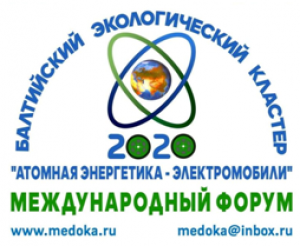 БАЛТИЙСКИЙ ЭКОЛОГИЧЕСКИЙ КЛАСТЕР
2020
"АТОМНАЯ ЭНЕРГЕТИКА - ЭЛЕКТРОМОБИЛИ"
МЕЖДУНАРОДНЫЙ ФОРУМ
www.medoka.ru medoka@inbox.ru